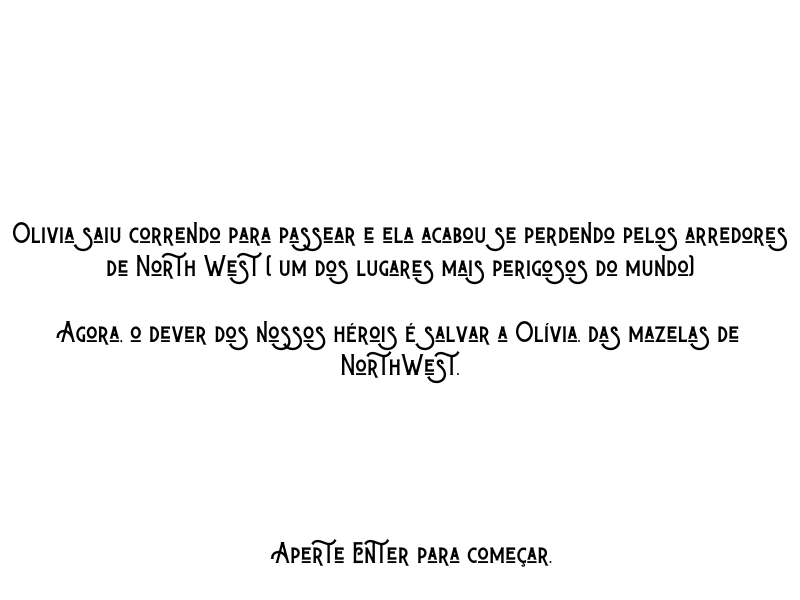 Olivia saiu correndo para passear e ela acabou se perdendo pelos arredores
de North West ( um dos lugares mais perigosos do mundo)
Agora, o dever dos nossos hérois é salvar a Olívia, das mazelas de
NorthWest.
Aperte Enter para começar.